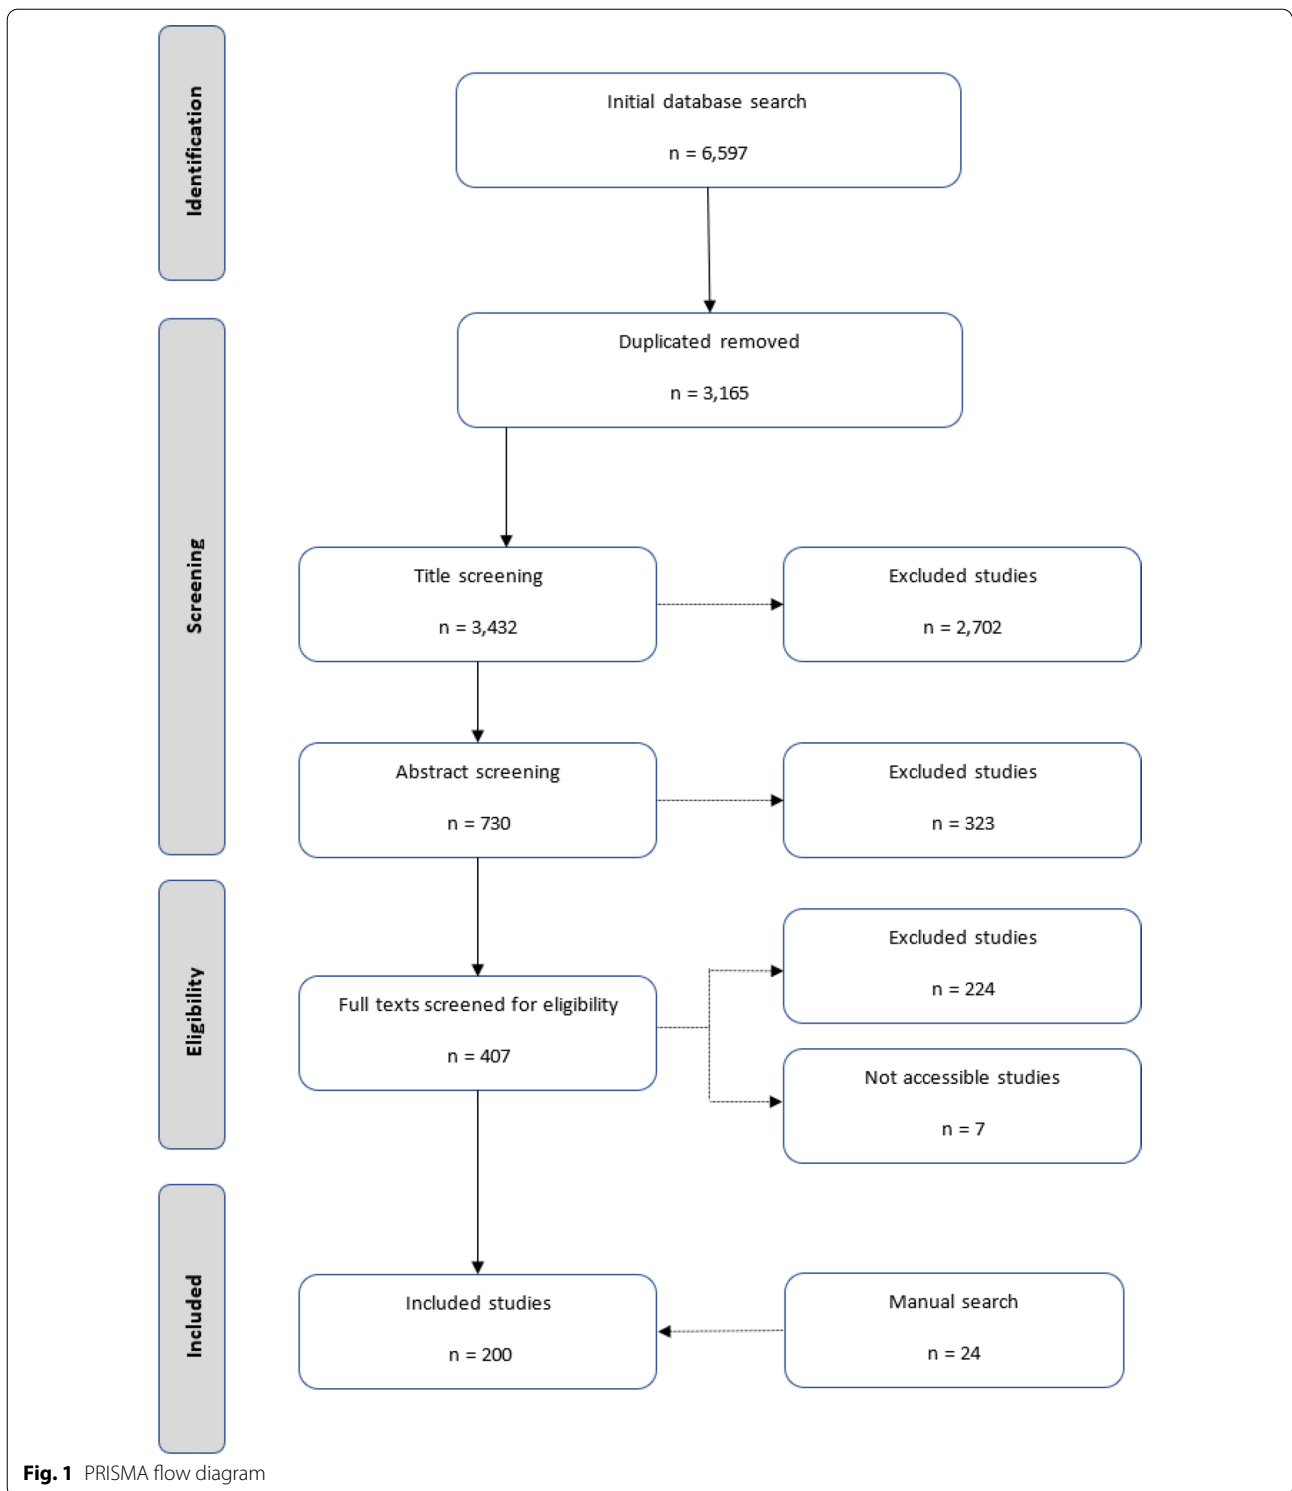 Identification
Initial database search
n = 6,597
Screening
Duplicated removed
n = 3,165
Title screening
n = 3,432
Excluded studies
n = 2,702
Abstract screening
n = 730
Excluded studies
n = 323
Eligibility
Full texts screened for eligibility
n = 407
Excluded studies
n = 224
Not accessible studies
n = 7
Included
Included studies
n = 200
Manual search
n = 24
Fig. 1 PRISMA flow diagram